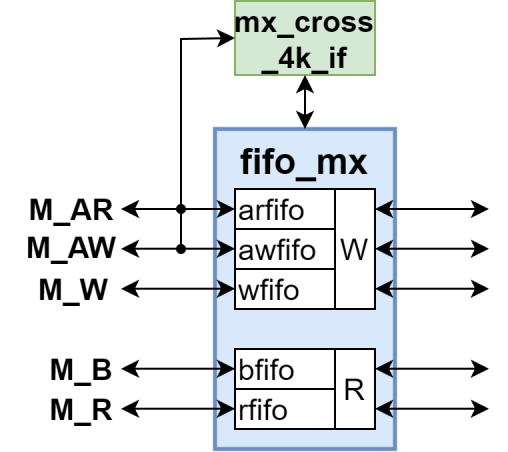 mx_cross
_4k_if
fifo_mx
M_AR
arfifo
M_AW
awfifo
W
M_W
wfifo
M_B
bfifo
R
M_R
rfifo